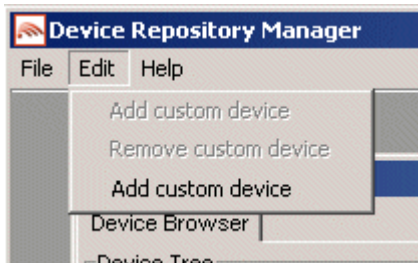 Device Repository Manager
File Edit Help
Add custom device
Remove custom device
Add custom device
Device Browser
Device Tree